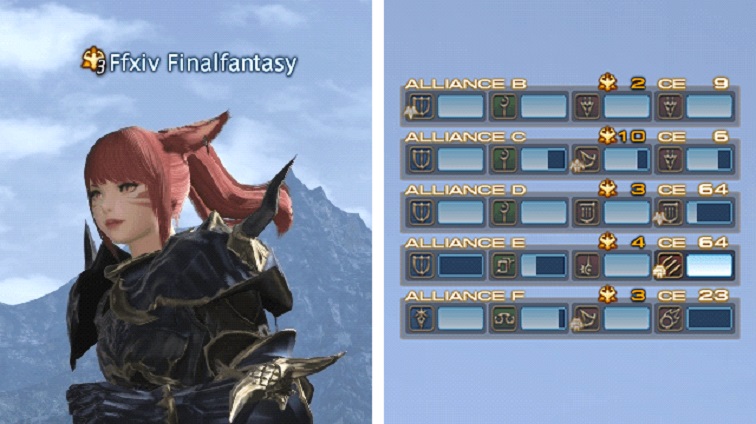 3 Ffxiv Finalfantasy
ALLIANCE B 2 CE 9
ALLIANCE C 10 CE 6
ALLIANCE D 3 CE 64
ALLIANCE E 4 CE 64
ALLIANCE F 3 CE 23